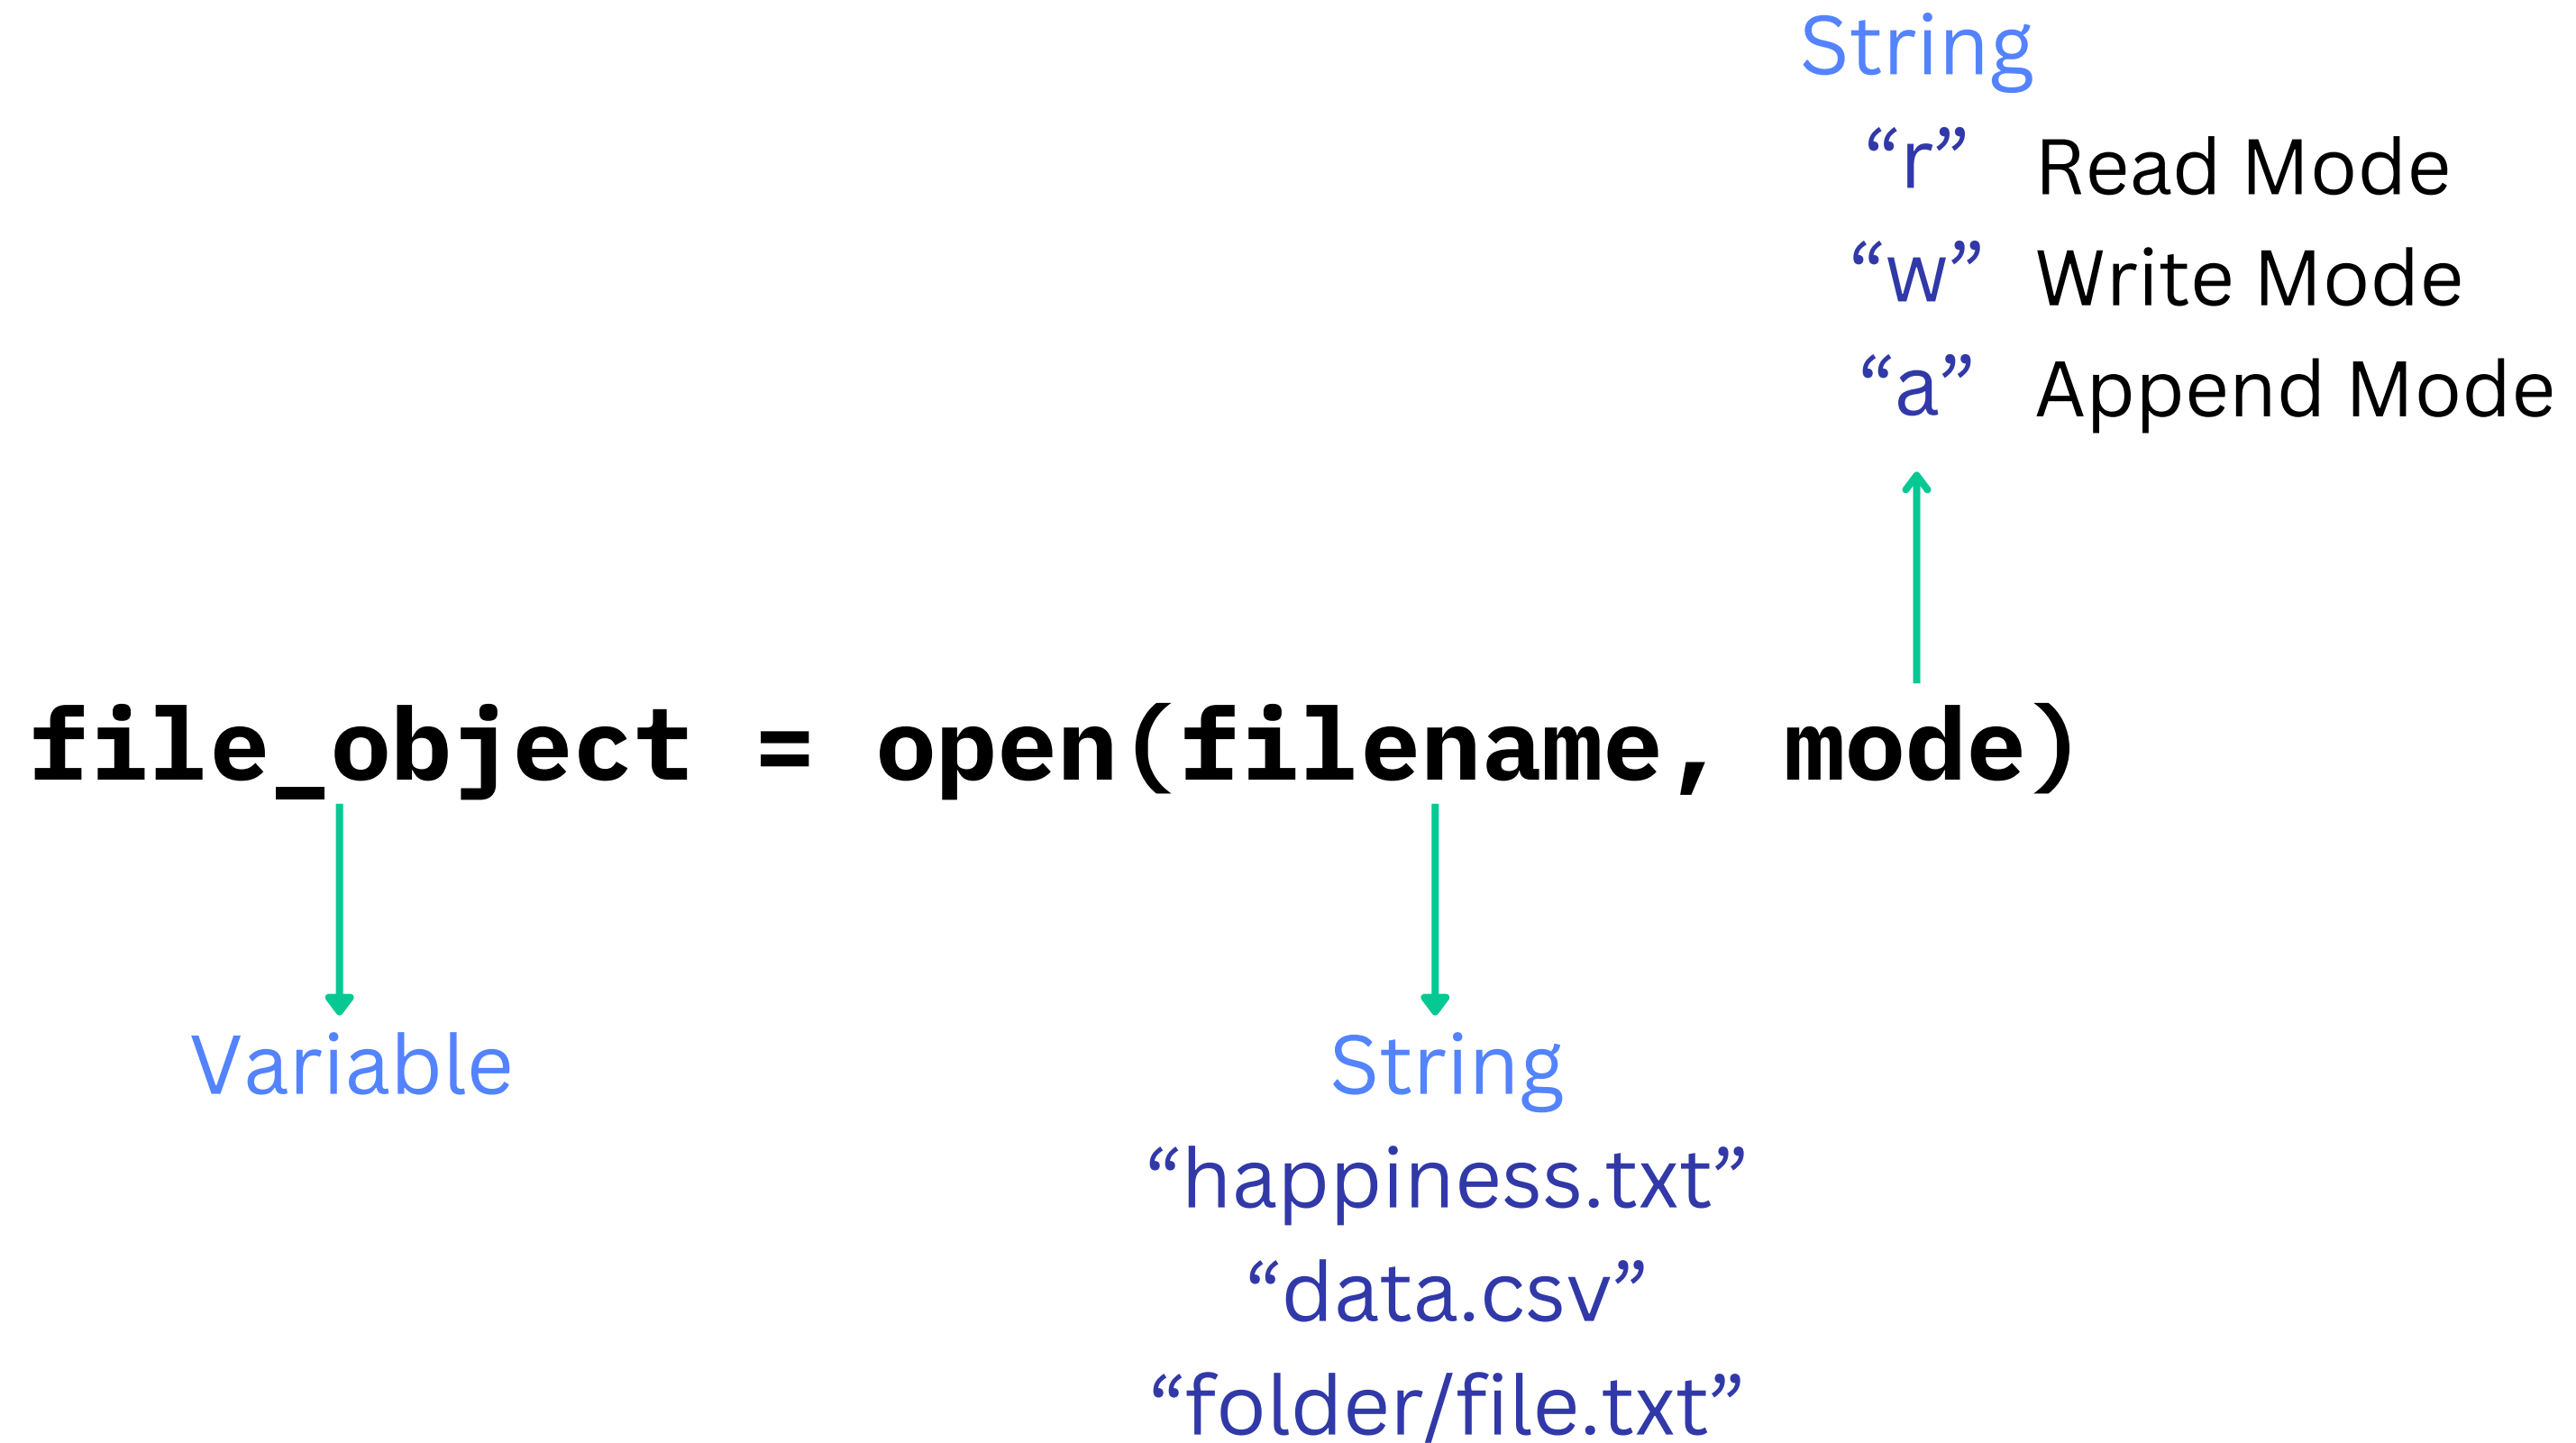 String
“r” Read Mode
“w” Write Mode
“a” Append Mode
file_object = open(filename, mode)
Variable
String
“happiness.txt”
“data.csv”
“folder/file.txt”